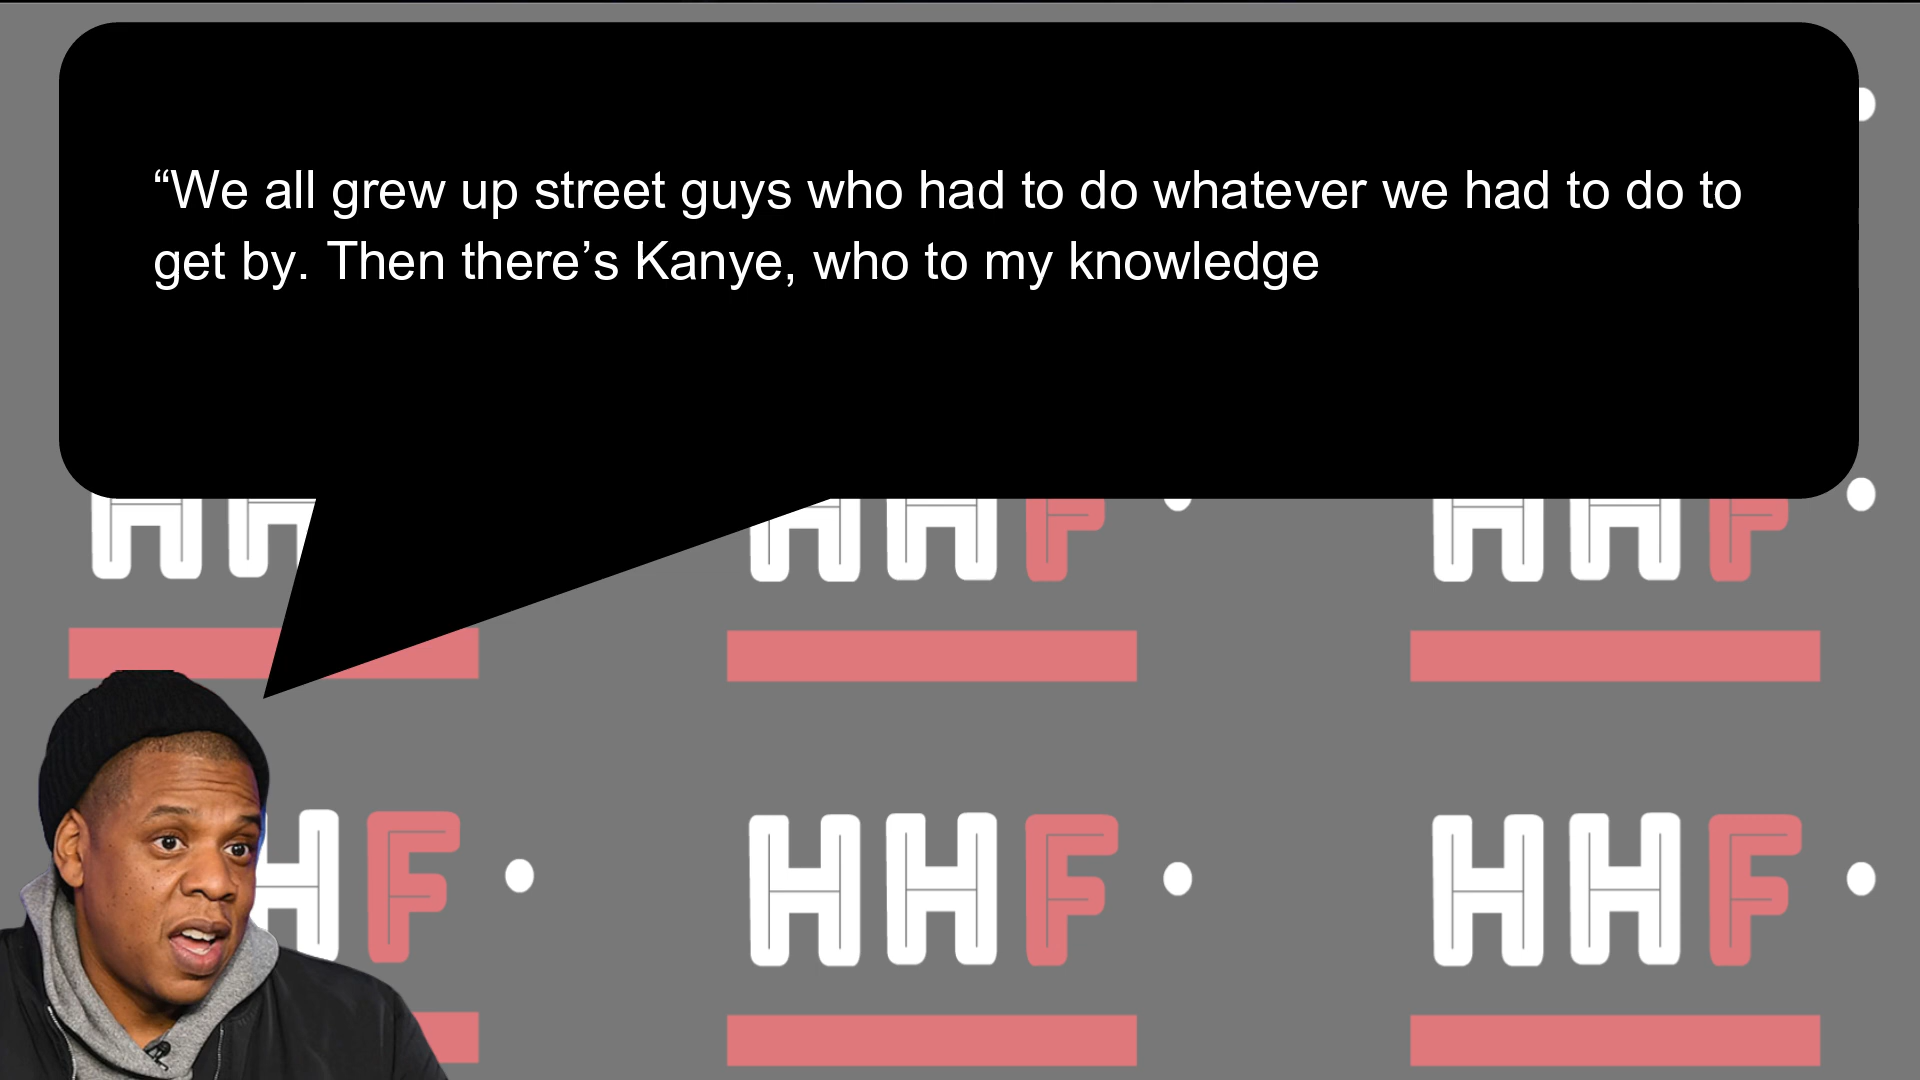 “We all grew up street guys who had to do whatever we had to do to
get by. Then there’s Kanye, who to my knowledge
HHF
HHF
HF
HHF
HHF